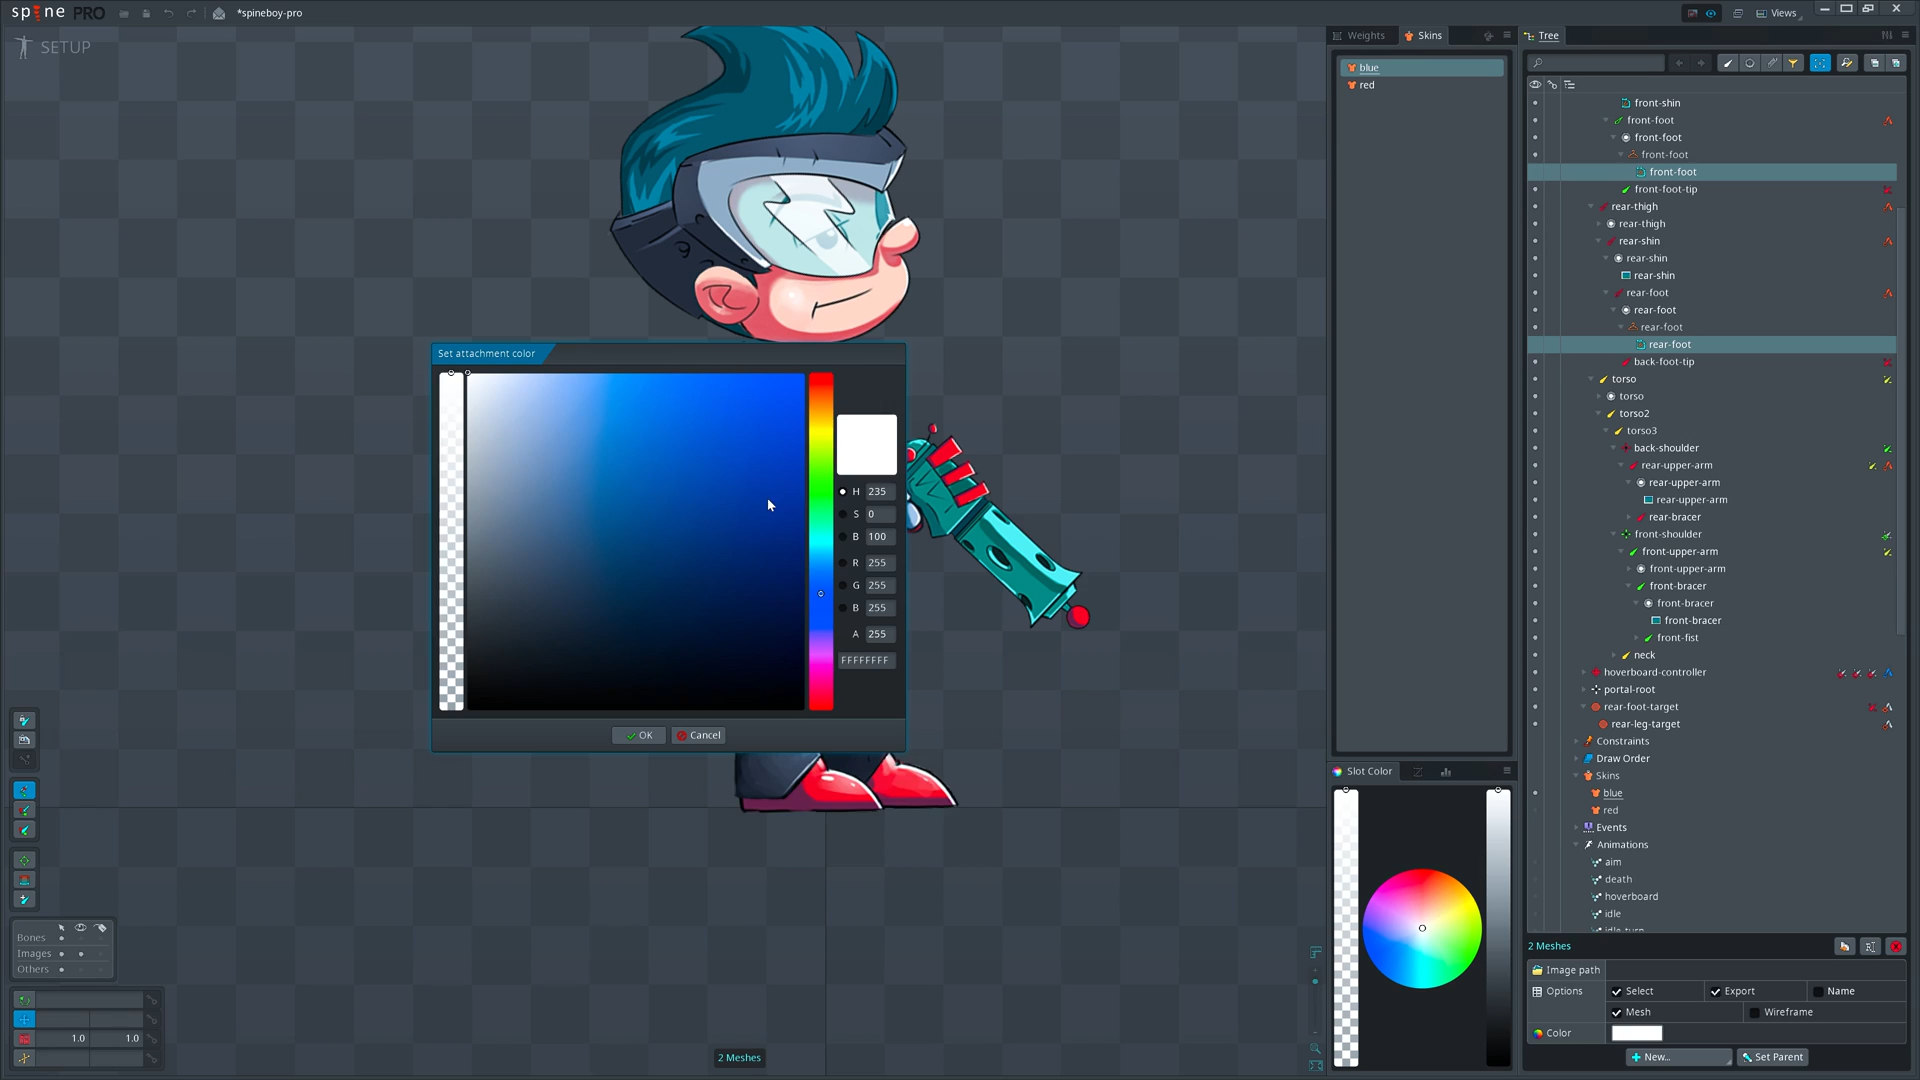 spine PRO
*spineboy-pro
Views
SETUP
Weights
Skins
blue
red
Tree
front-shin
front-foot
front-foot
front-foot
front-foot
front-foot-tip
rear-thigh
rear-thigh
rear-shin
rear-shin
rear-shin
rear-foot
rear-foot
rear-foot
rear-foot
back-foot-tip
torso
torso
torso2
torso3
back-shoulder
rear-upper-arm
rear-upper-arm
rear-upper-arm
rear-bracer
front-shoulder
front-upper-arm
front-upper-arm
front-bracer
front-bracer
front-bracer
front-fist
neck
hoverboard-controller
portal-root
rear-foot-target
rear-leg-target
Constraints
Draw Order
Skins
blue
red
Events
Animations
aim
death
hoverboard
idle
idle-turn
Set attachment color
H 235
S 0
B 100
R 255
G 255
B 255
A 255
FFFFFFFF
OK
Cancel
Slot Color
Bones
Images
Others
1.0 1.0
2 Meshes
2 Meshes
Image path
Options Select Export Name
Mesh Wireframe
Color
New...
Set Parent